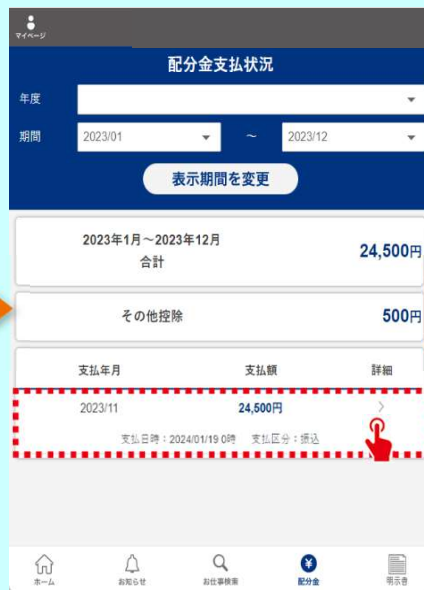 マイページ
配分金支払状況
年度
期間 2023/01 ～ 2023/12
表示期間を変更
2023年1月～2023年12月
合計
24,500円
その他控除 500円
支払年月 支払額 詳細
2023/11 24,500円
支払日時：2024/01/19 0時 支払区分：振込
ホーム お知らせ お仕事検索 配分金 明示書